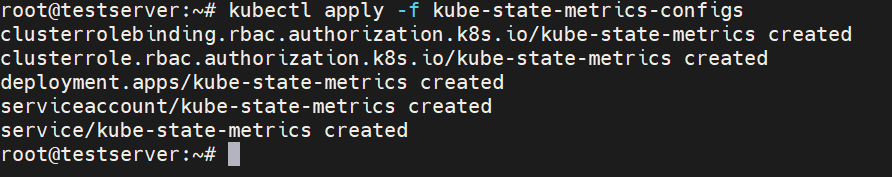 root@testserver:~# kubectl apply -f kube-state-metrics-configs
clusterrolebinding.rbac.authorization.k8s.io/kube-state-metrics created
clusterrole.rbac.authorization.k8s.io/kube-state-metrics created
deployment.apps/kube-state-metrics created
serviceaccount/kube-state-metrics created
service/kube-state-metrics created
root@testserver:~#